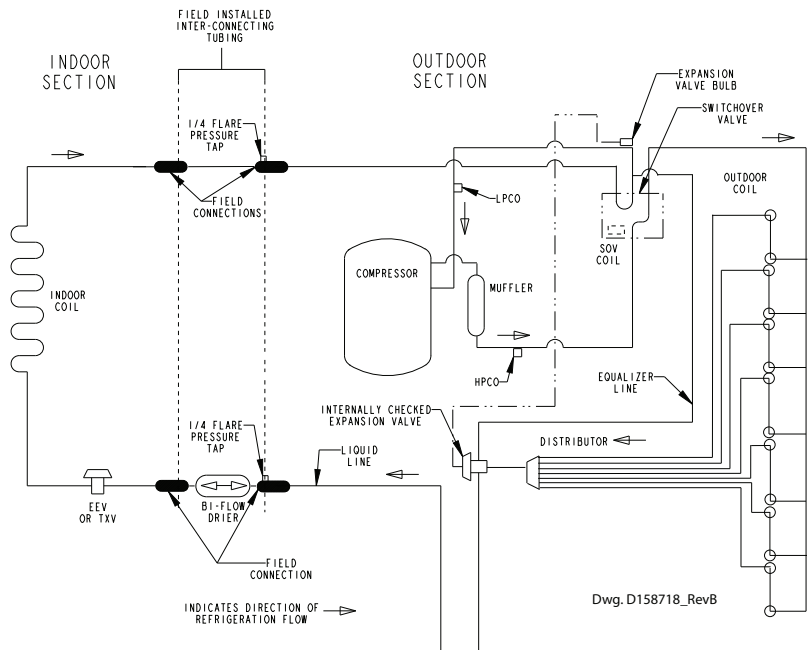 FIELD INSTALLED
INTER-CONNECTING
TUBING
INDOOR
SECTION
OUTDOOR
SECTION
EXPANSION
VALVE BULB
SWITCHOVER
VALVE
1/4 FLARE
PRESSURE
TAP
OUTDOOR
COIL
FIELD
CONNECTIONS
LPCO
SOV
COIL
COMPRESSOR
MUFFLER
INDOOR
COIL
HPCO
EQUALIZER
LINE
INTERNALLY CHECKED
EXPANSION VALVE
1/4 FLARE
PRESSURE
TAP
LIQUID
LINE
DISTRIBUTOR
EEV
OR TXV
BI-FLOW
DRIER
FIELD
CONNECTION
INDICATES DIRECTION OF
REFRIGERATION FLOW
Dwg. D158718_RevB